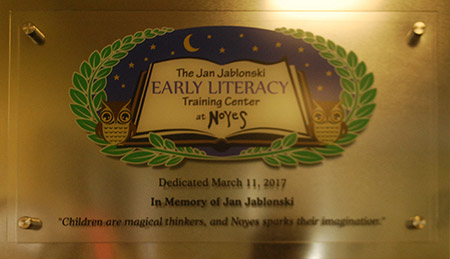 The Jan Jablonski
EARLY LITERACY
Training Center
at Noyes
Dedicated March 11, 2017
In Memory of Jan Jablonski
"Children are magical thinkers, and Noyes sparks their imagination."